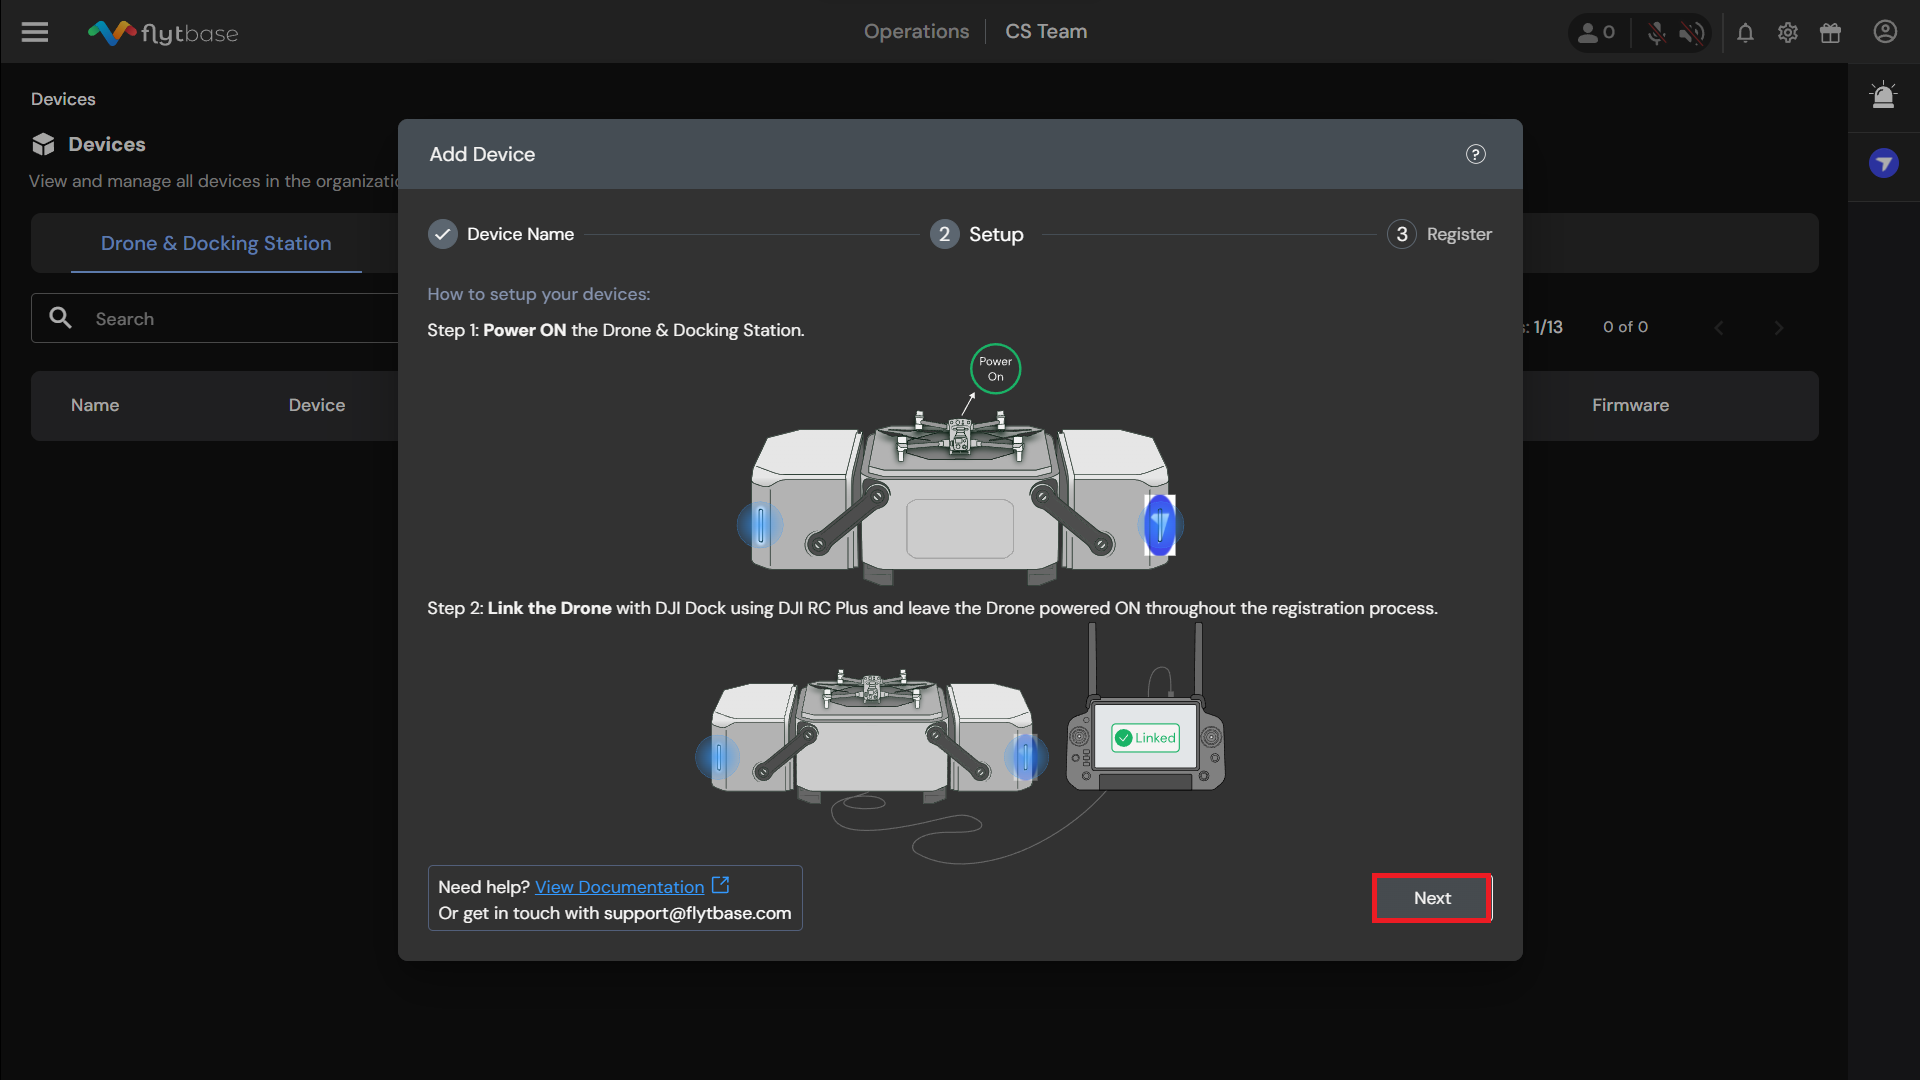 flytbase
Operations | CS Team
0
Devices
Devices
View and manage all devices in the organizatio
Drone & Docking Station
Search
: 1/13
0 of 0
Name
Device
Firmware
Add Device
?
Device Name
2 Setup
3 Register
How to setup your devices:
Step 1: Power ON the Drone & Docking Station.
Power
On
Step 2: Link the Drone with DJI Dock using DJI RC Plus and leave the Drone powered ON throughout the registration process.
Linked
Need help? View Documentation
Or get in touch with support@flytbase.com
Next